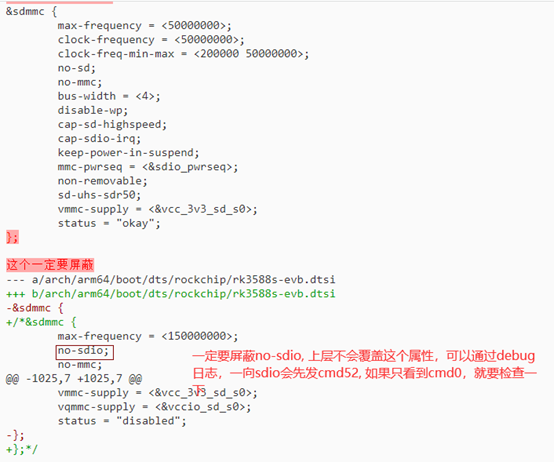 &sdmmc {
max-frequency = <50000000>;
clock-frequency = <50000000>;
clock-freq-min-max = <200000 50000000>;
no-sd;
no-mmc;
bus-width = <4>;
disable-wp;
cap-sd-highspeed;
cap-sdio-irq;
keep-power-in-suspend;
mmc-pwrseq = <&sdio_pwrseq>;
non-removable;
sd-uhs-sdr50;
vmmc-supply = <&vcc_3v3_sd_s0>;
status = "okay";
};
这个一定要屏蔽
--- a/arch/arm64/boot/dts/rockchip/rk3588s-evb.dtsi
+++ b/arch/arm64/boot/dts/rockchip/rk3588s-evb.dtsi
-&sdmmc {
+/*&sdmmc {
max-frequency = <150000000>;
no-sdio;
no-mmc;
一定要屏蔽no-sdio, 上层不会覆盖这个属性，可以通过debug
日志，一向sdio会先发cmd52, 如果只看到cmd0，就要检查一
下
@@ -1025,7 +1025,7 @@
vmmc-supply = <&vcc_3v3_sd_s0>;
vqmmc-supply = <&vccio_sd_s0>;
status = "disabled";
-};
+};*/